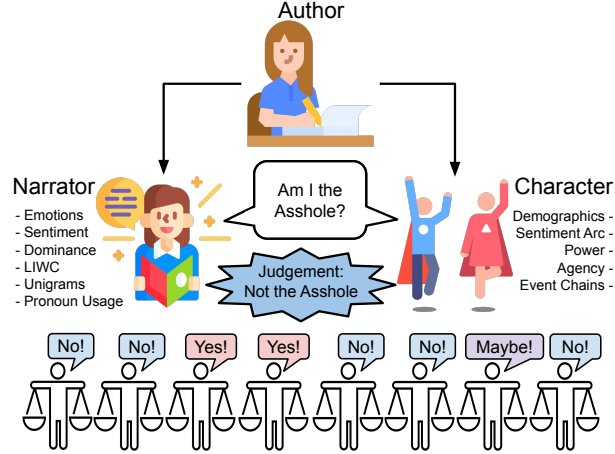 Author
Narrator
- Emotions
- Sentiment
- Dominance
- LIWC
- Unigrams
- Pronoun Usage
Am I the
Asshole?
Judgement:
Not the Asshole
Character
Demographics -
Sentiment Arc -
Power -
Agency -
Event Chains -
No!
No!
Yes!
Yes!
No!
No!
Maybe!
No!